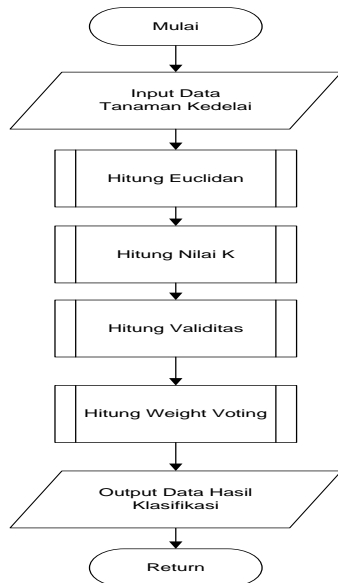 Mulai
Input Data
Tanaman Kedelai
Hitung Euclidan
Hitung Nilai K
Hitung Validitas
Hitung Weight Voting
Output Data Hasil
Klasifikasi
Return